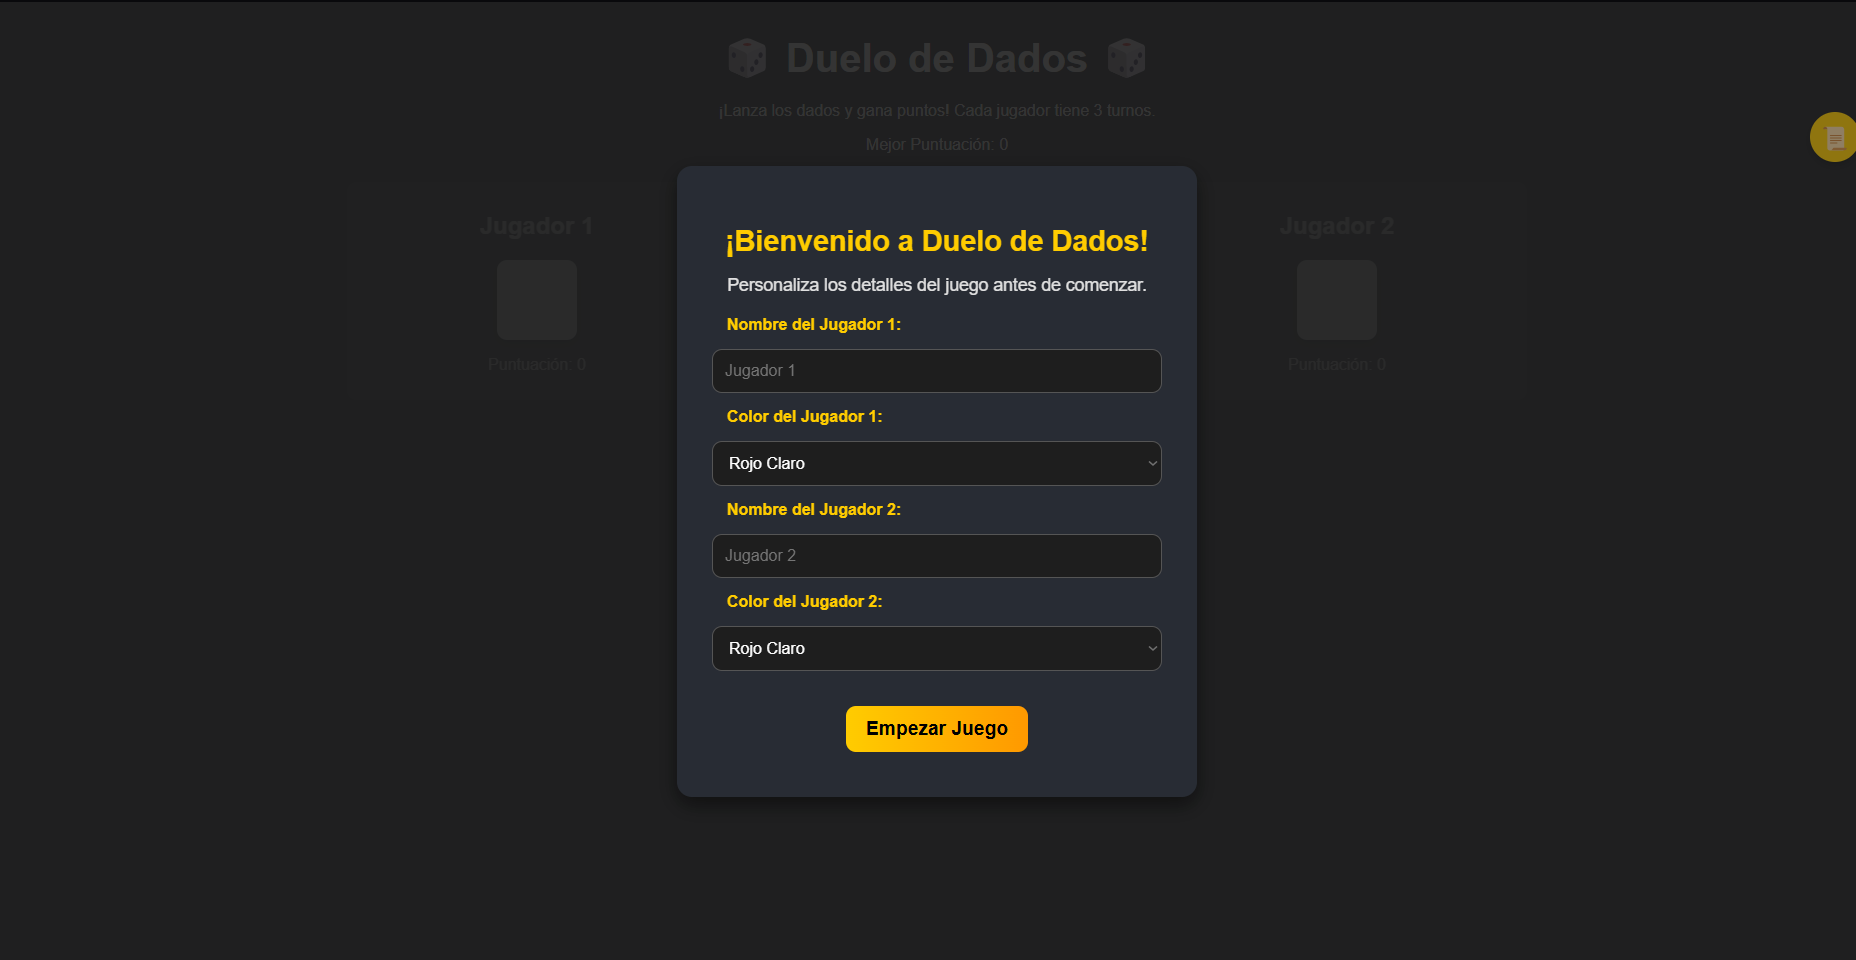 Duelo de Dados
¡Lanza los dados y gana puntos! Cada jugador tiene 3 turnos.
Mejor Puntuación: 0
Jugador 1
Puntuación: 0
Jugador 2
Puntuación: 0
¡Bienvenido a Duelo de Dados!
Personaliza los detalles del juego antes de comenzar.
Nombre del Jugador 1:
Jugador 1
Color del Jugador 1:
Rojo Claro
Nombre del Jugador 2:
Jugador 2
Color del Jugador 2:
Rojo Claro
Empezar Juego